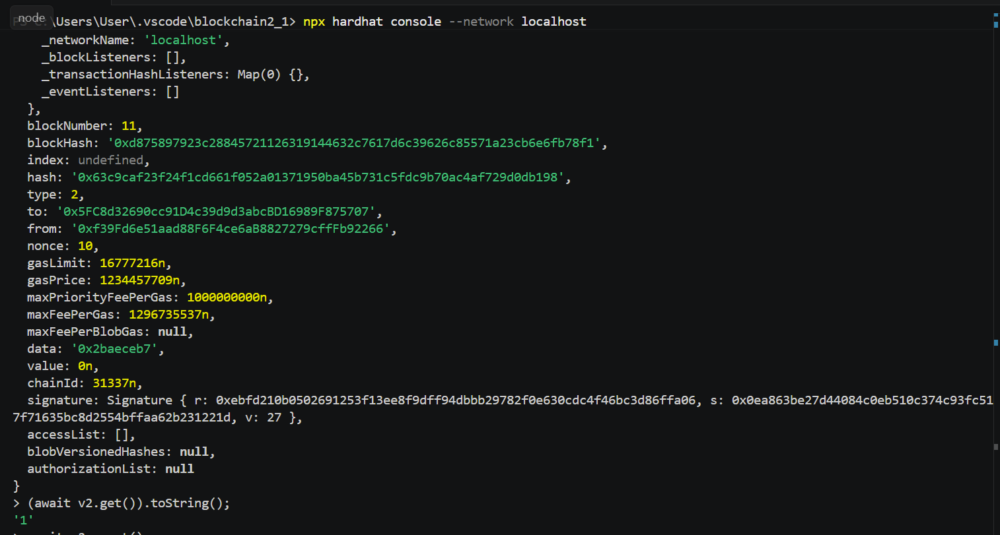 node
\Users\User\.vscode\blockchain2_1> npx hardhat console --network localhost
_networkName: 'localhost',
_blockListeners: [],
_transactionHashListeners: Map(0) {},
_eventListeners: []
},
blockNumber: 11,
blockHash: '0xd875897923c28845721126319144632c7617d6c39626c85571a23cb6e6fb78f1',
index: undefined,
hash: '0x63c9caf23f24f1cd661f052a01371950ba45b731c5fdc9b70ac4af729d0db198',
type: 2,
to: '0x5FC8d32690cc91D4c39d9d3abcBD16989F875707',
from: '0xf39Fd6e51aad88F6F4ce6aB8827279cffFb92266',
nonce: 10,
gasLimit: 16777216n,
gasPrice: 1234457709n,
maxPriorityFeePerGas: 1000000000n,
maxFeePerGas: 1296735537n,
maxFeePerBlobGas: null,
data: '0x2baeceb7',
value: 0n,
chainId: 31337n,
signature: Signature { r: 0xebfd210b0502691253f13ee8f9dff94dbbb29782f0e630cdc4f46bc3d86ffa06, s: 0x0ea863be27d44084c0eb510c374c93fc51
7f71635bc8d2554bffaa62b231221d, v: 27 },
accessList: [],
blobVersionedHashes: null,
authorizationList: null
}
> (await v2.get()).toString();
'1'